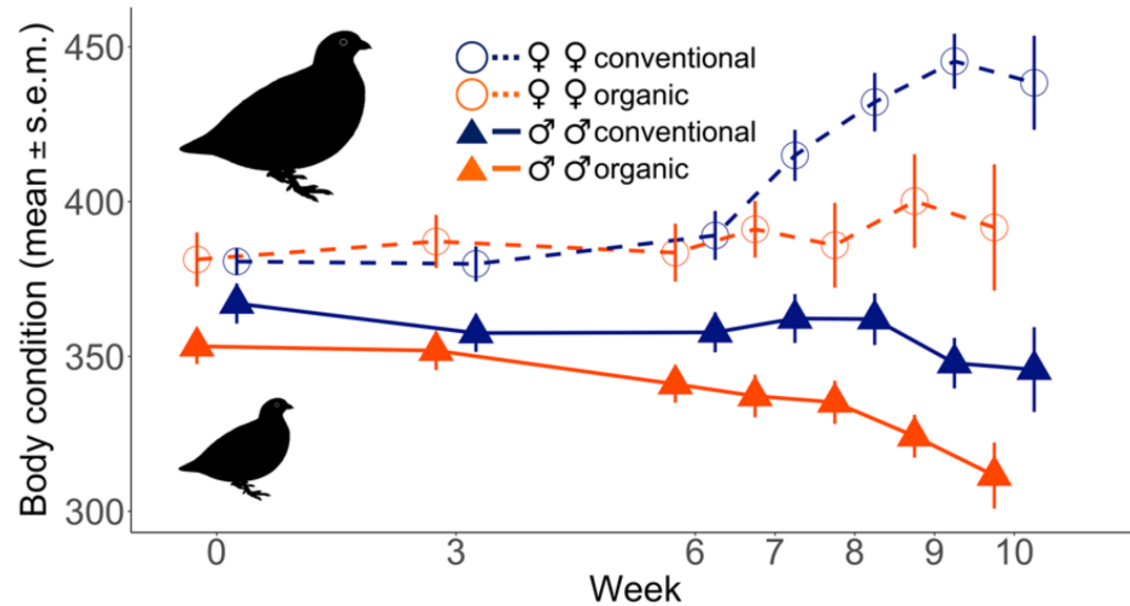 Body condition (mean ± s.e.m.)
450
400
350
300
♀ ♀ conventional
♀ ♀ organic
♂ ♂ conventional
♂ ♂ organic
0 3 6 7 8 9 10
Week